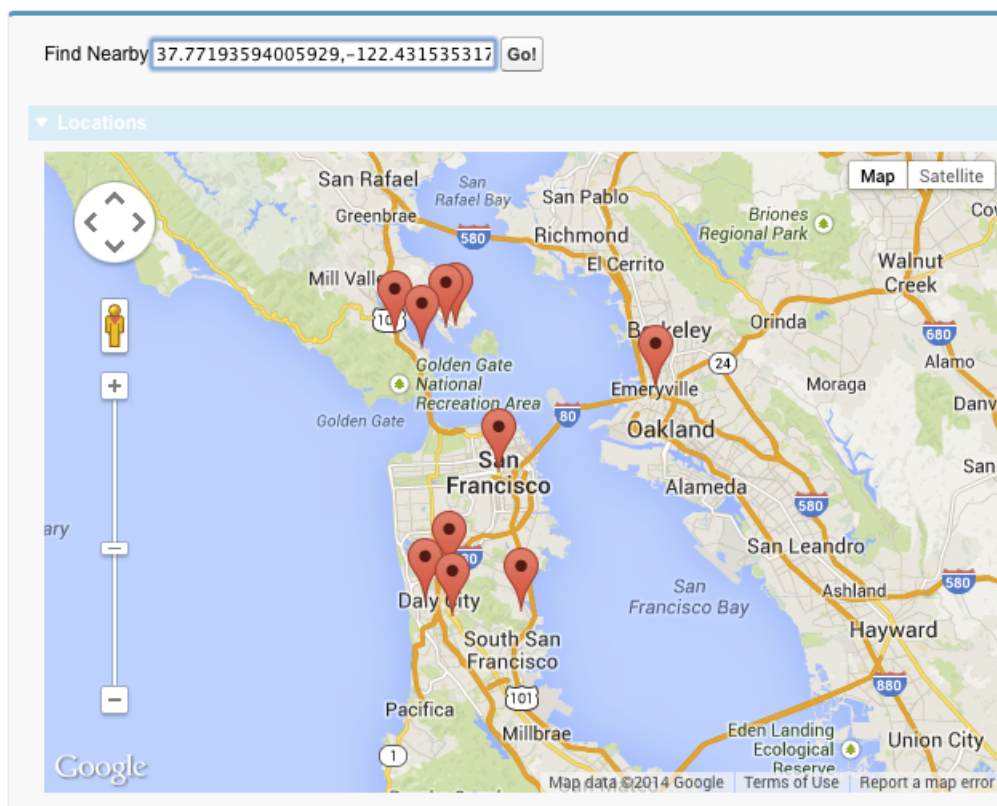 Find Nearby 37.77193594005929,-122.431535317 Go!
Locations
Map Satellite
San Rafael
San
Rafael Bay
San Pablo
Greenbrae
Briones
Regional Park
580
Richmond
El Cerrito
Walnut
Creek
Mill Valle
Orinda
680
Berkeley
24
Alamo
Golden Gate
National
Recreation Area
Emeryville
Moraga
Golden Gate
80
Oakland
San
Francisco
Alameda
San
580
ary
San Leandro
San
Francisco Bay
Ashland
580
Daly City
Hayward
South San
Francisco
880
101
Pacifica
Millbrae
Eden Landing
Ecological
Reserve
Union City
1
Google
Map data ©2014 Google Terms of Use Report a map error